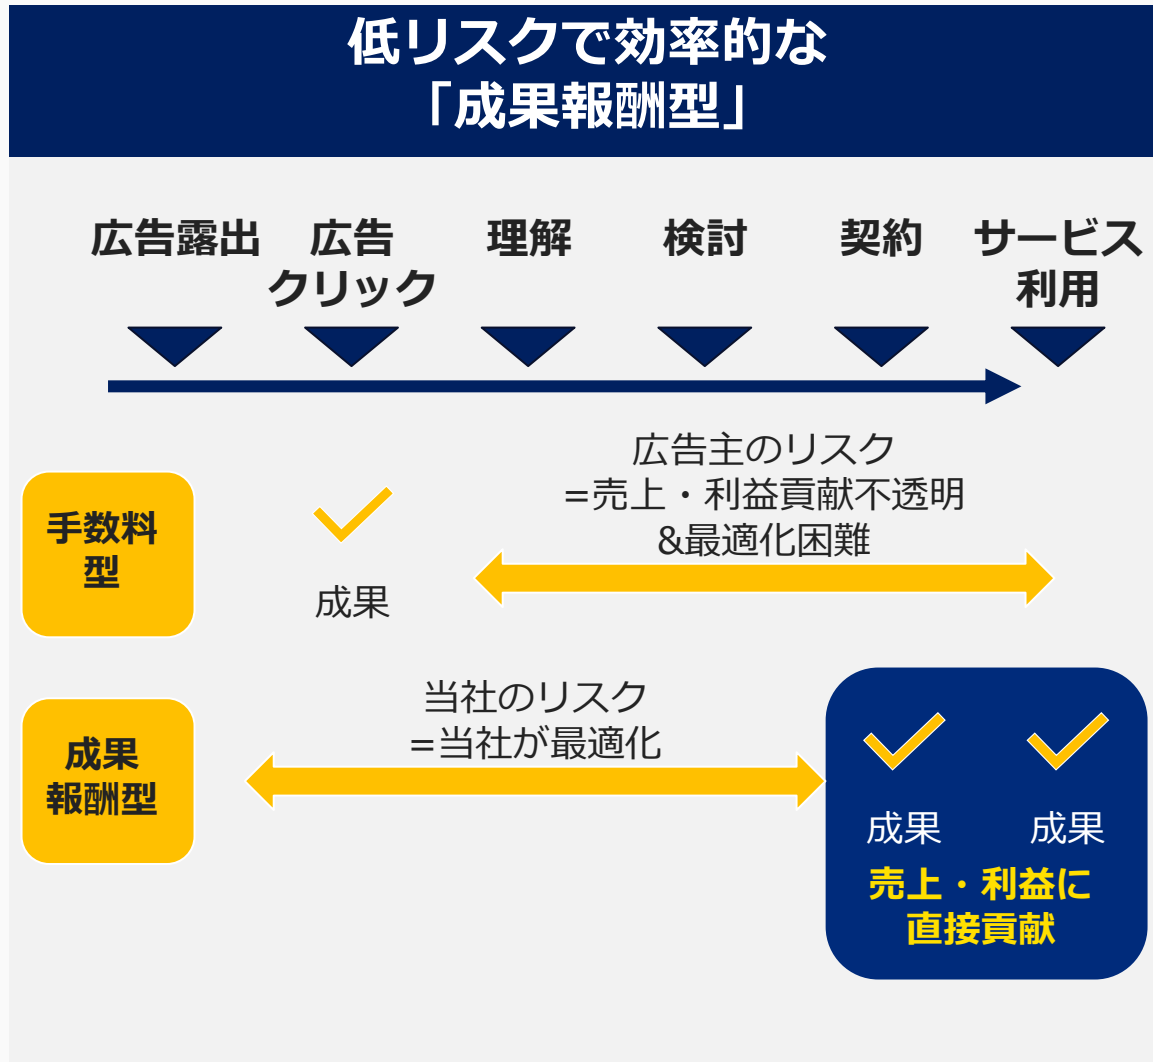 低リスクで効率的な
「成果報酬型」
広告露出
広告
クリック
理解
検討
契約
サービス
利用
手数料
型
成果
広告主のリスク
=売上・利益貢献不透明
&最適化困難
成果
報酬型
当社のリスク
=当社が最適化
成果
成果
売上・利益に
直接貢献